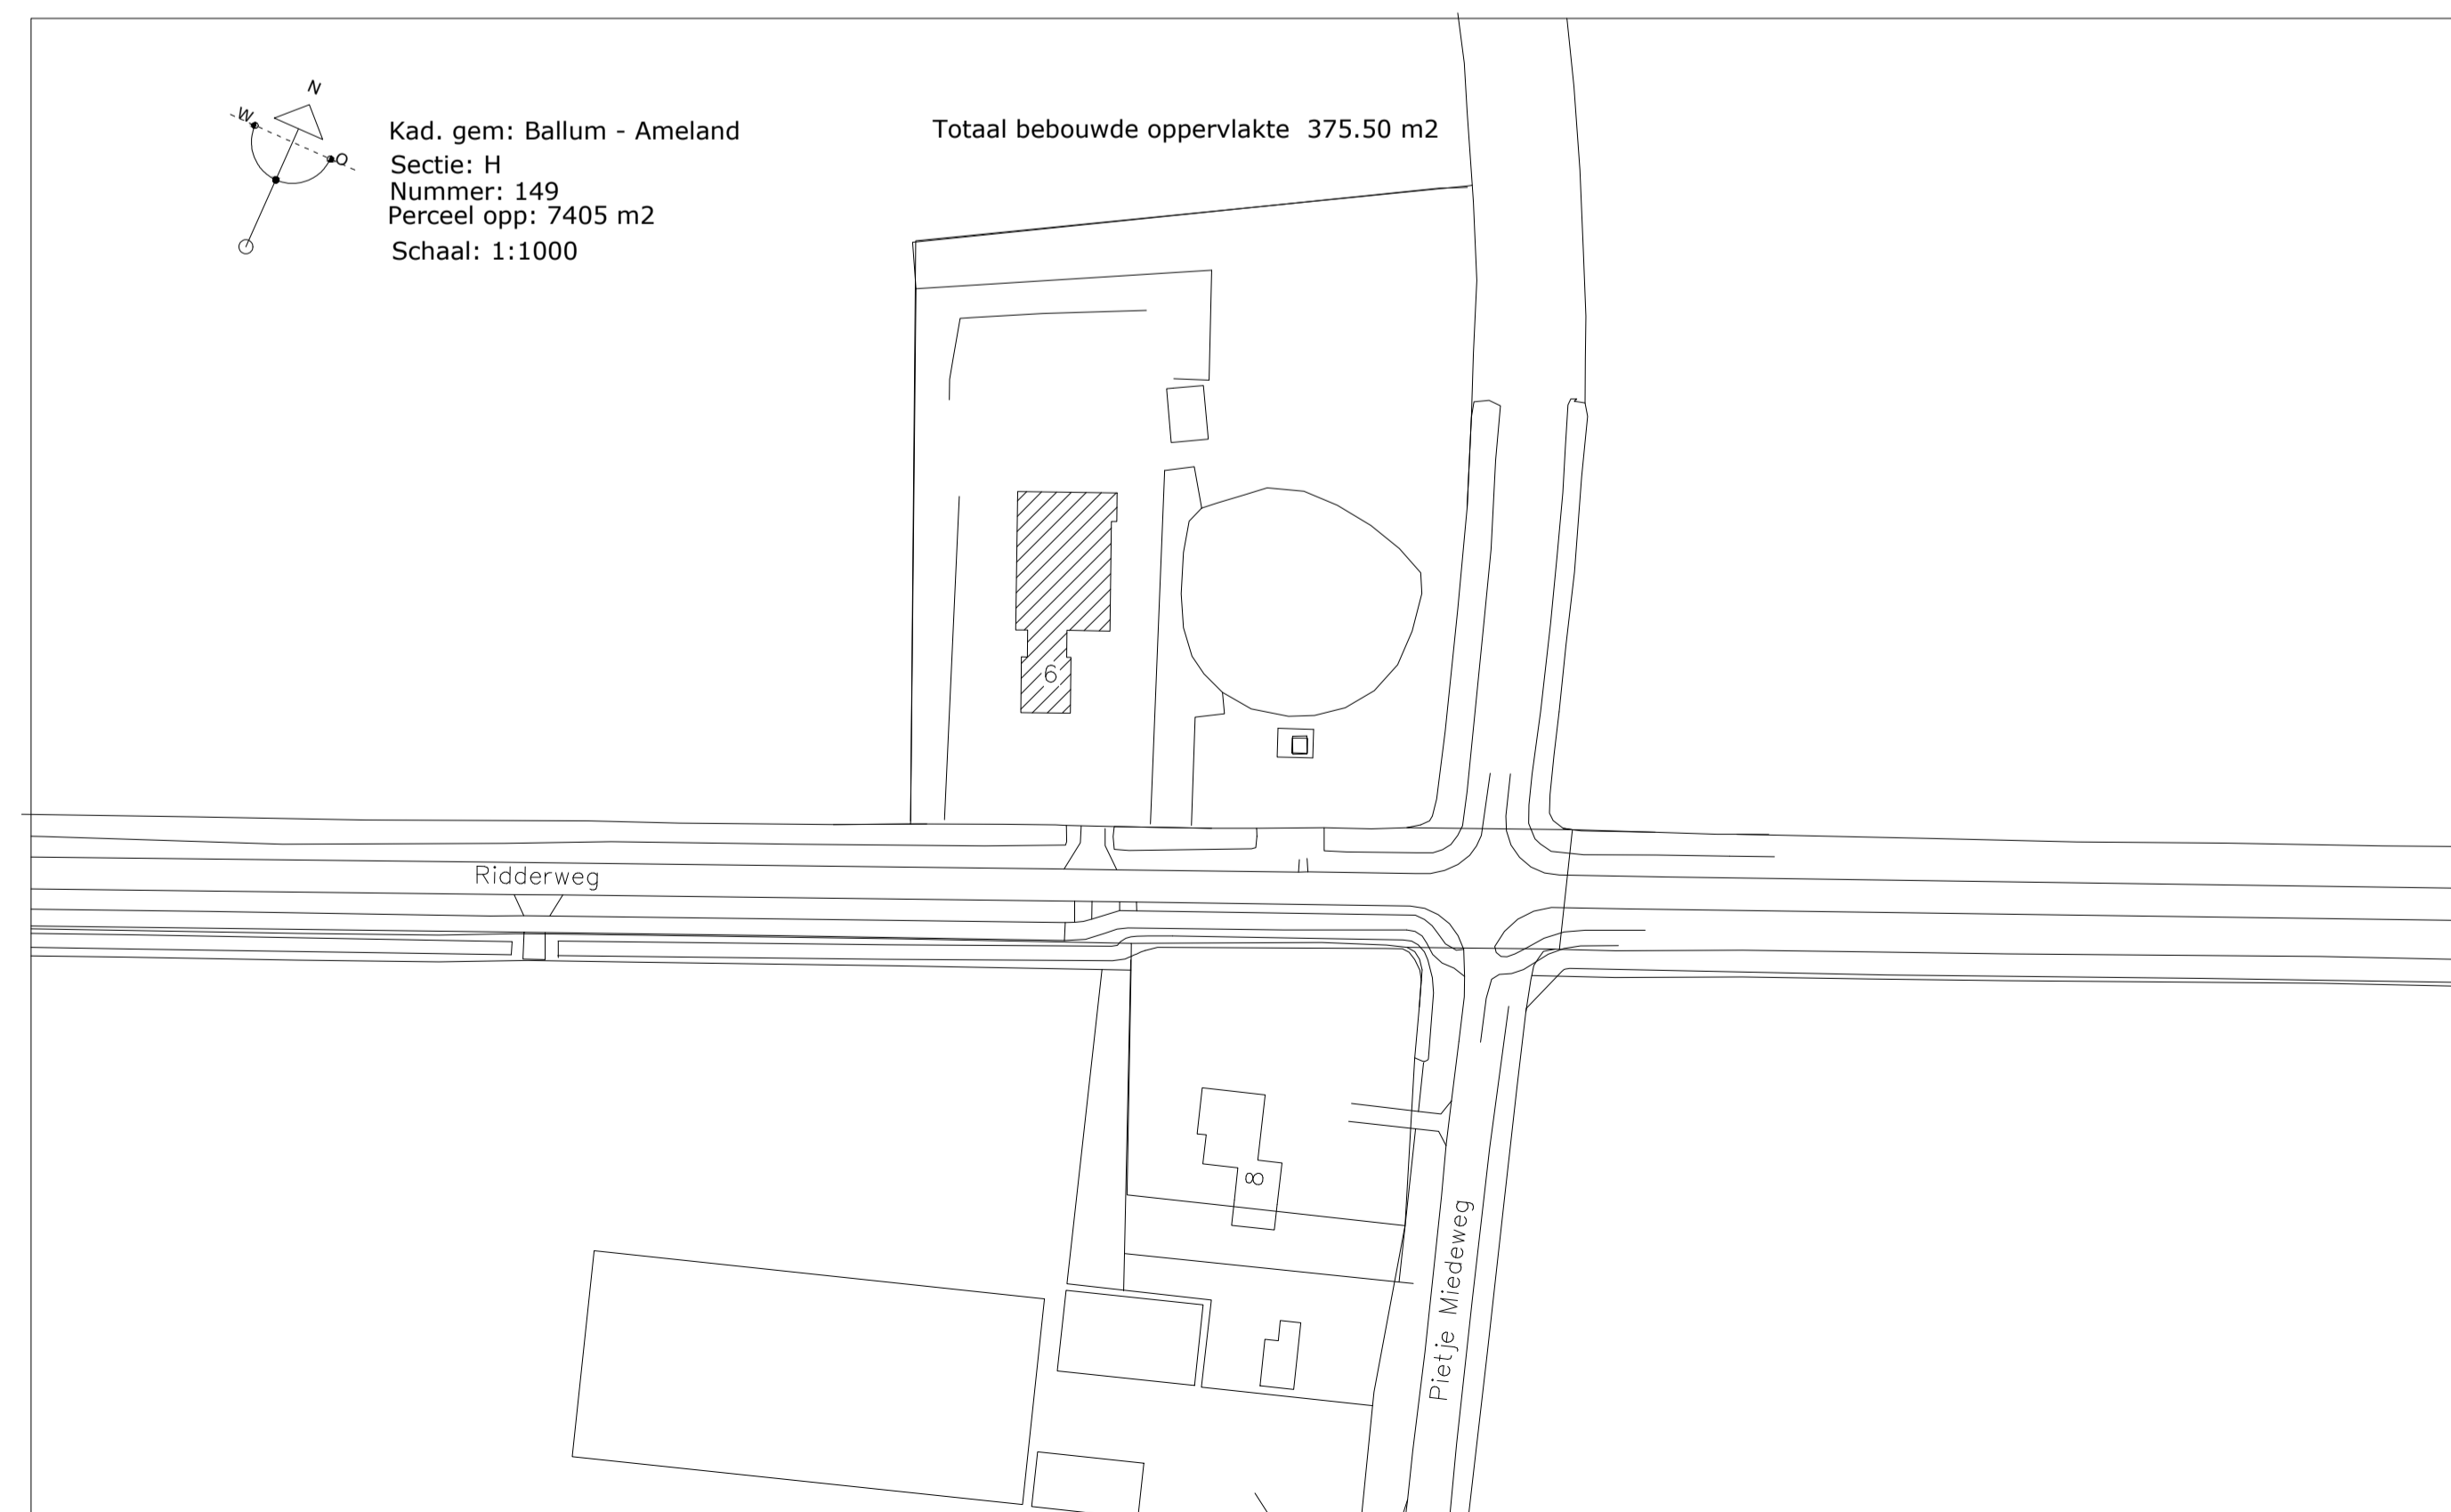 N
W
O
Kad. gem: Ballum - Ameland
Sectie: H
Nummer: 149
Perceel opp: 7405 m2
Schaal: 1:1000
Totaal bebouwde oppervlakte 375.50 m2
6
Ridderweg
8
Pietje Miedeweg